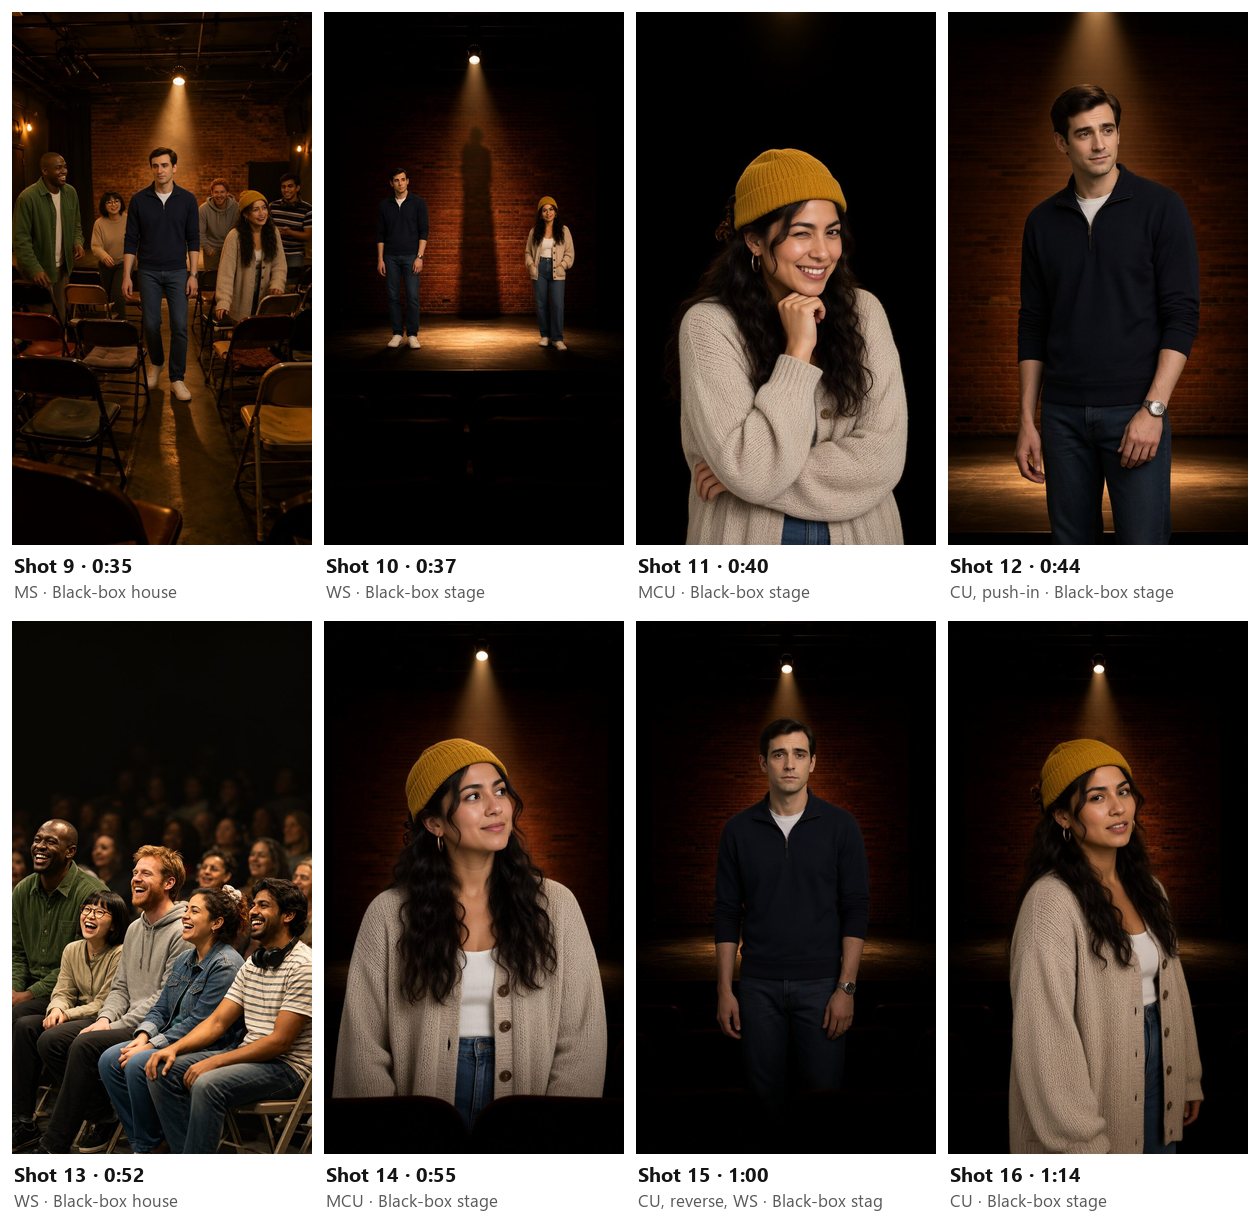 Shot 9 · 0:35
MS · Black-box house
Shot 10 · 0:37
WS · Black-box stage
Shot 11 · 0:40
MCU · Black-box stage
Shot 12 · 0:44
CU, push-in · Black-box stage
Shot 13 · 0:52
WS · Black-box house
Shot 14 · 0:55
MCU · Black-box stage
Shot 15 · 1:00
CU, reverse, WS · Black-box stag
Shot 16 · 1:14
CU · Black-box stage